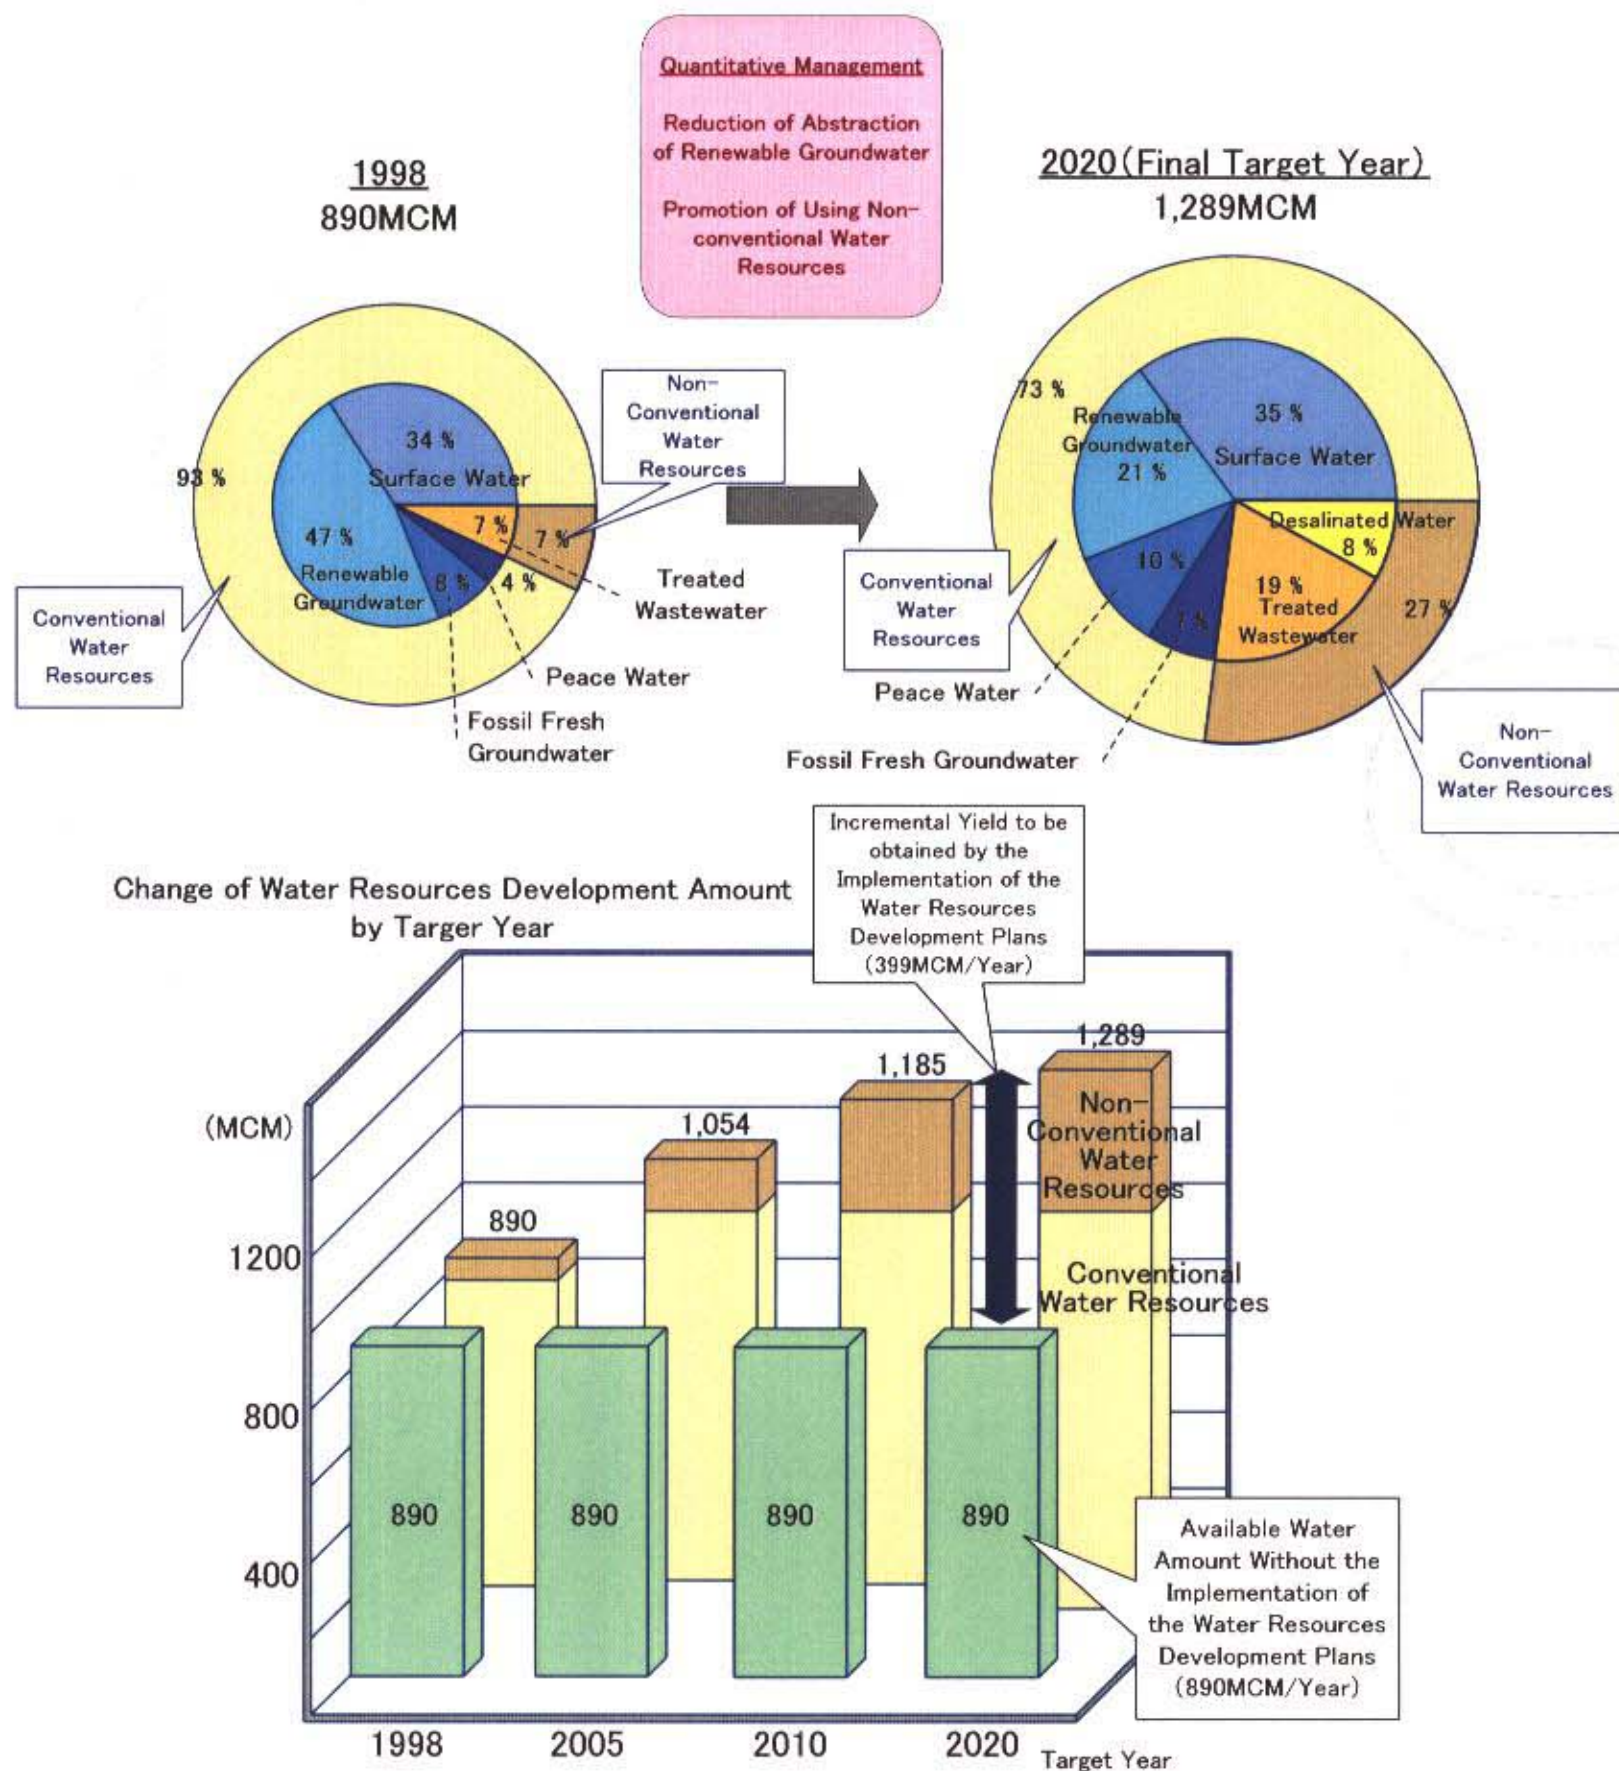 Quantitative Management
Reduction of Abstraction
of Renewable Groundwater
Promotion of Using Non-
conventional Water
Resources
1998
890MCM
93 %
34 %
Surface Water
47 %
Renewable
Groundwater
8 %
4 %
7 %
7 %
Non-
Conventional
Water
Resources
Conventional
Water
Resources
Treated
Wastewater
Peace Water
Fossil Fresh
Groundwater
2020(Final Target Year)
1,289MCM
73 %
Renewable
Groundwater
21 %
35 %
Surface Water
Desalinated Water
8 %
10 %
7 %
19 %
Treated
Wastewater
27 %
Conventional
Water
Resources
Peace Water
Fossil Fresh Groundwater
Non-
Conventional
Water Resources
Change of Water Resources Development Amount
by Targer Year
Incremental Yield to be
obtained by the
Implementation of the
Water Resources
Development Plans
(399MCM/Year)
(MCM)
1200
800
400
890
1,054
1,185
1,289
Non-
Conventional
Water
Resources
Conventional
Water Resources
890
890
890
890
Available Water
Amount Without the
Implementation of
the Water Resources
Development Plans
(890MCM/Year)
1998
2005
2010
2020
Target Year